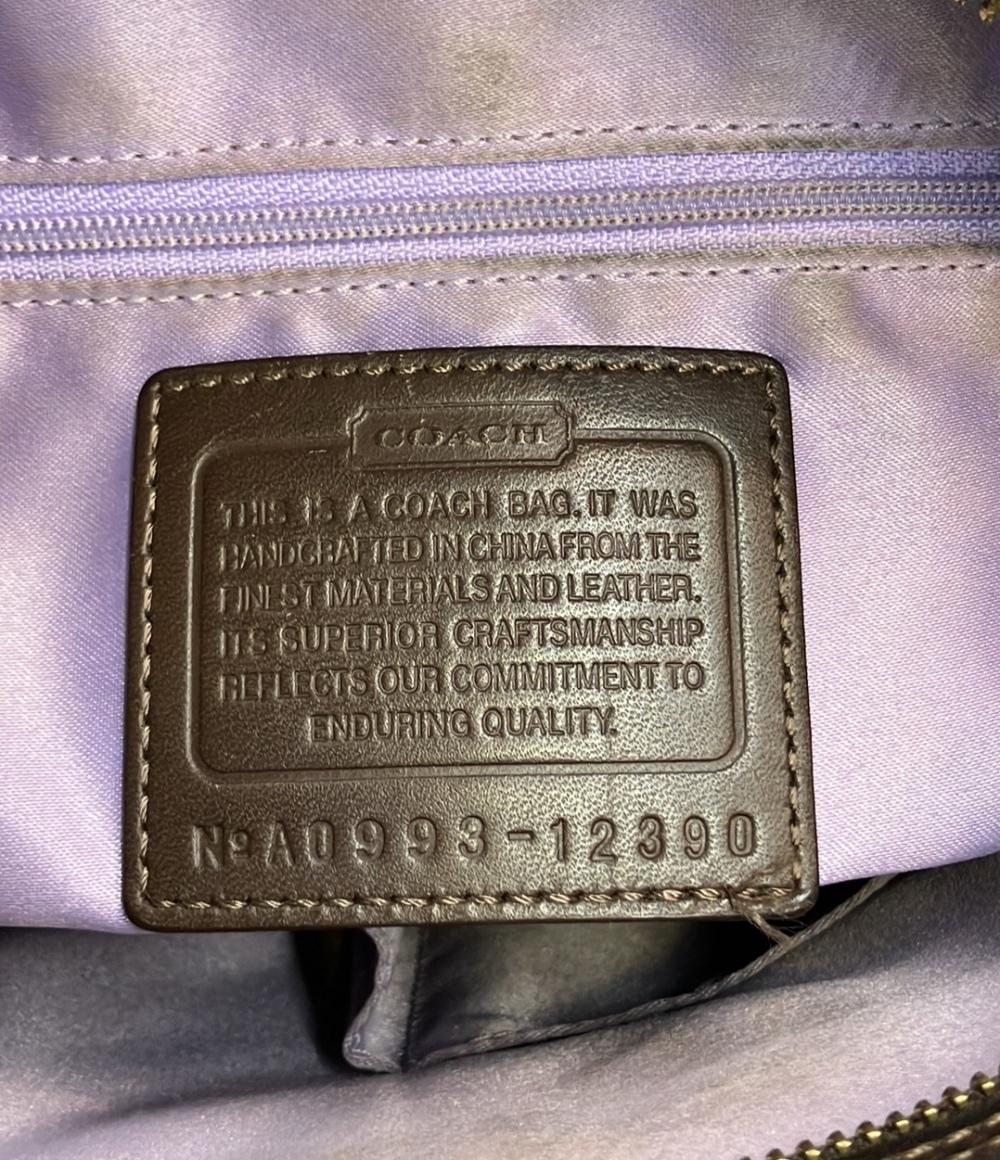 COACH
THIS IS A COACH BAG. IT WAS
HANDCRAFTED IN CHINA FROM THE
FINEST MATERIALS AND LEATHER.
ITS SUPERIOR CRAFTSMANSHIP
REFLECTS OUR COMMITMENT TO
ENDURING QUALITY.
Nº A0993-12390